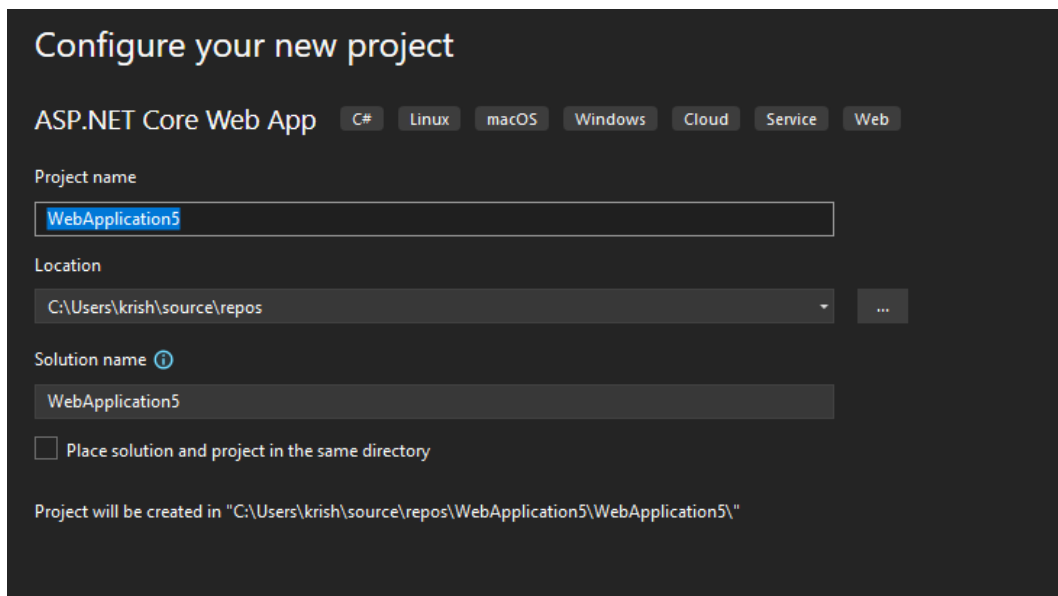 Configure your new project
ASP.NET Core Web App C# Linux macOS Windows Cloud Service Web
Project name
WebApplication5
Location
C:\Users\krish\source\repos
...
Solution name
WebApplication5
Place solution and project in the same directory
Project will be created in "C:\Users\krish\source\repos\WebApplication5\WebApplication5\"